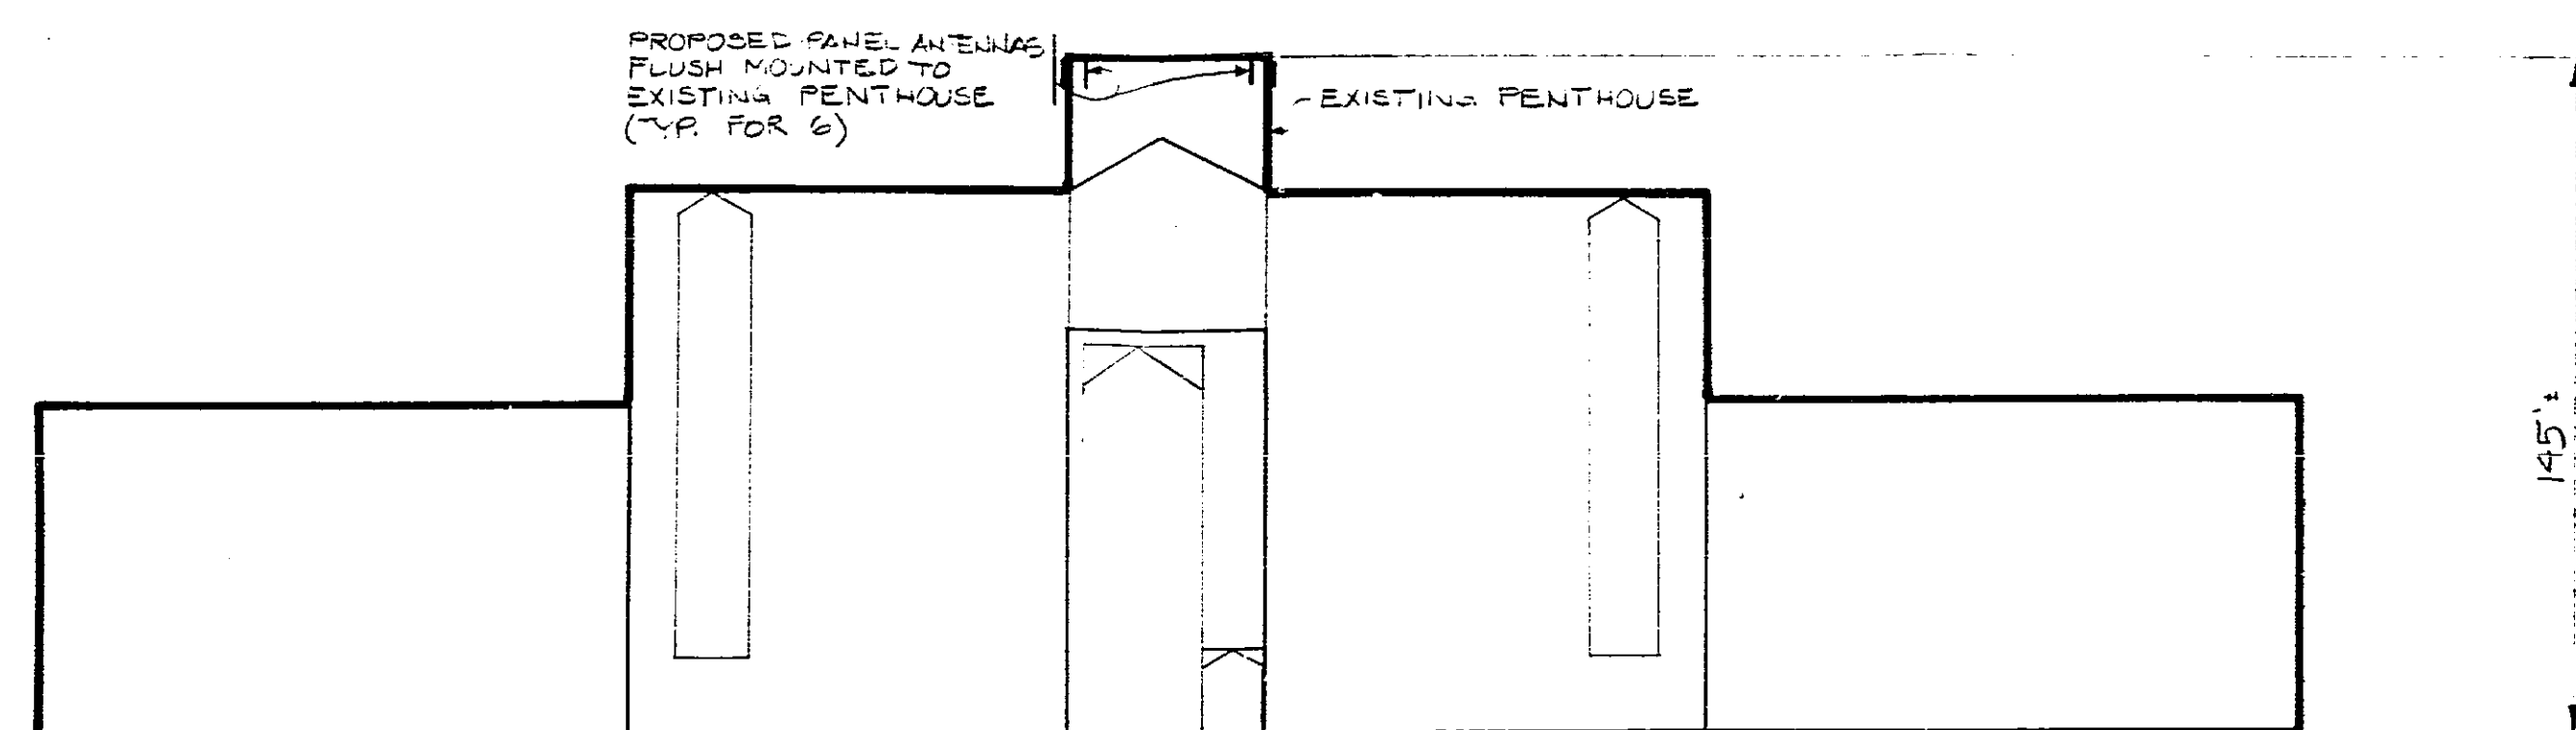 PROPOSED PANEL ANTENNAS
FLUSH MOUNTED TO
EXISTING PENTHOUSE
(TYP. FOR 6)
EXISTING PENTHOUSE
145'±